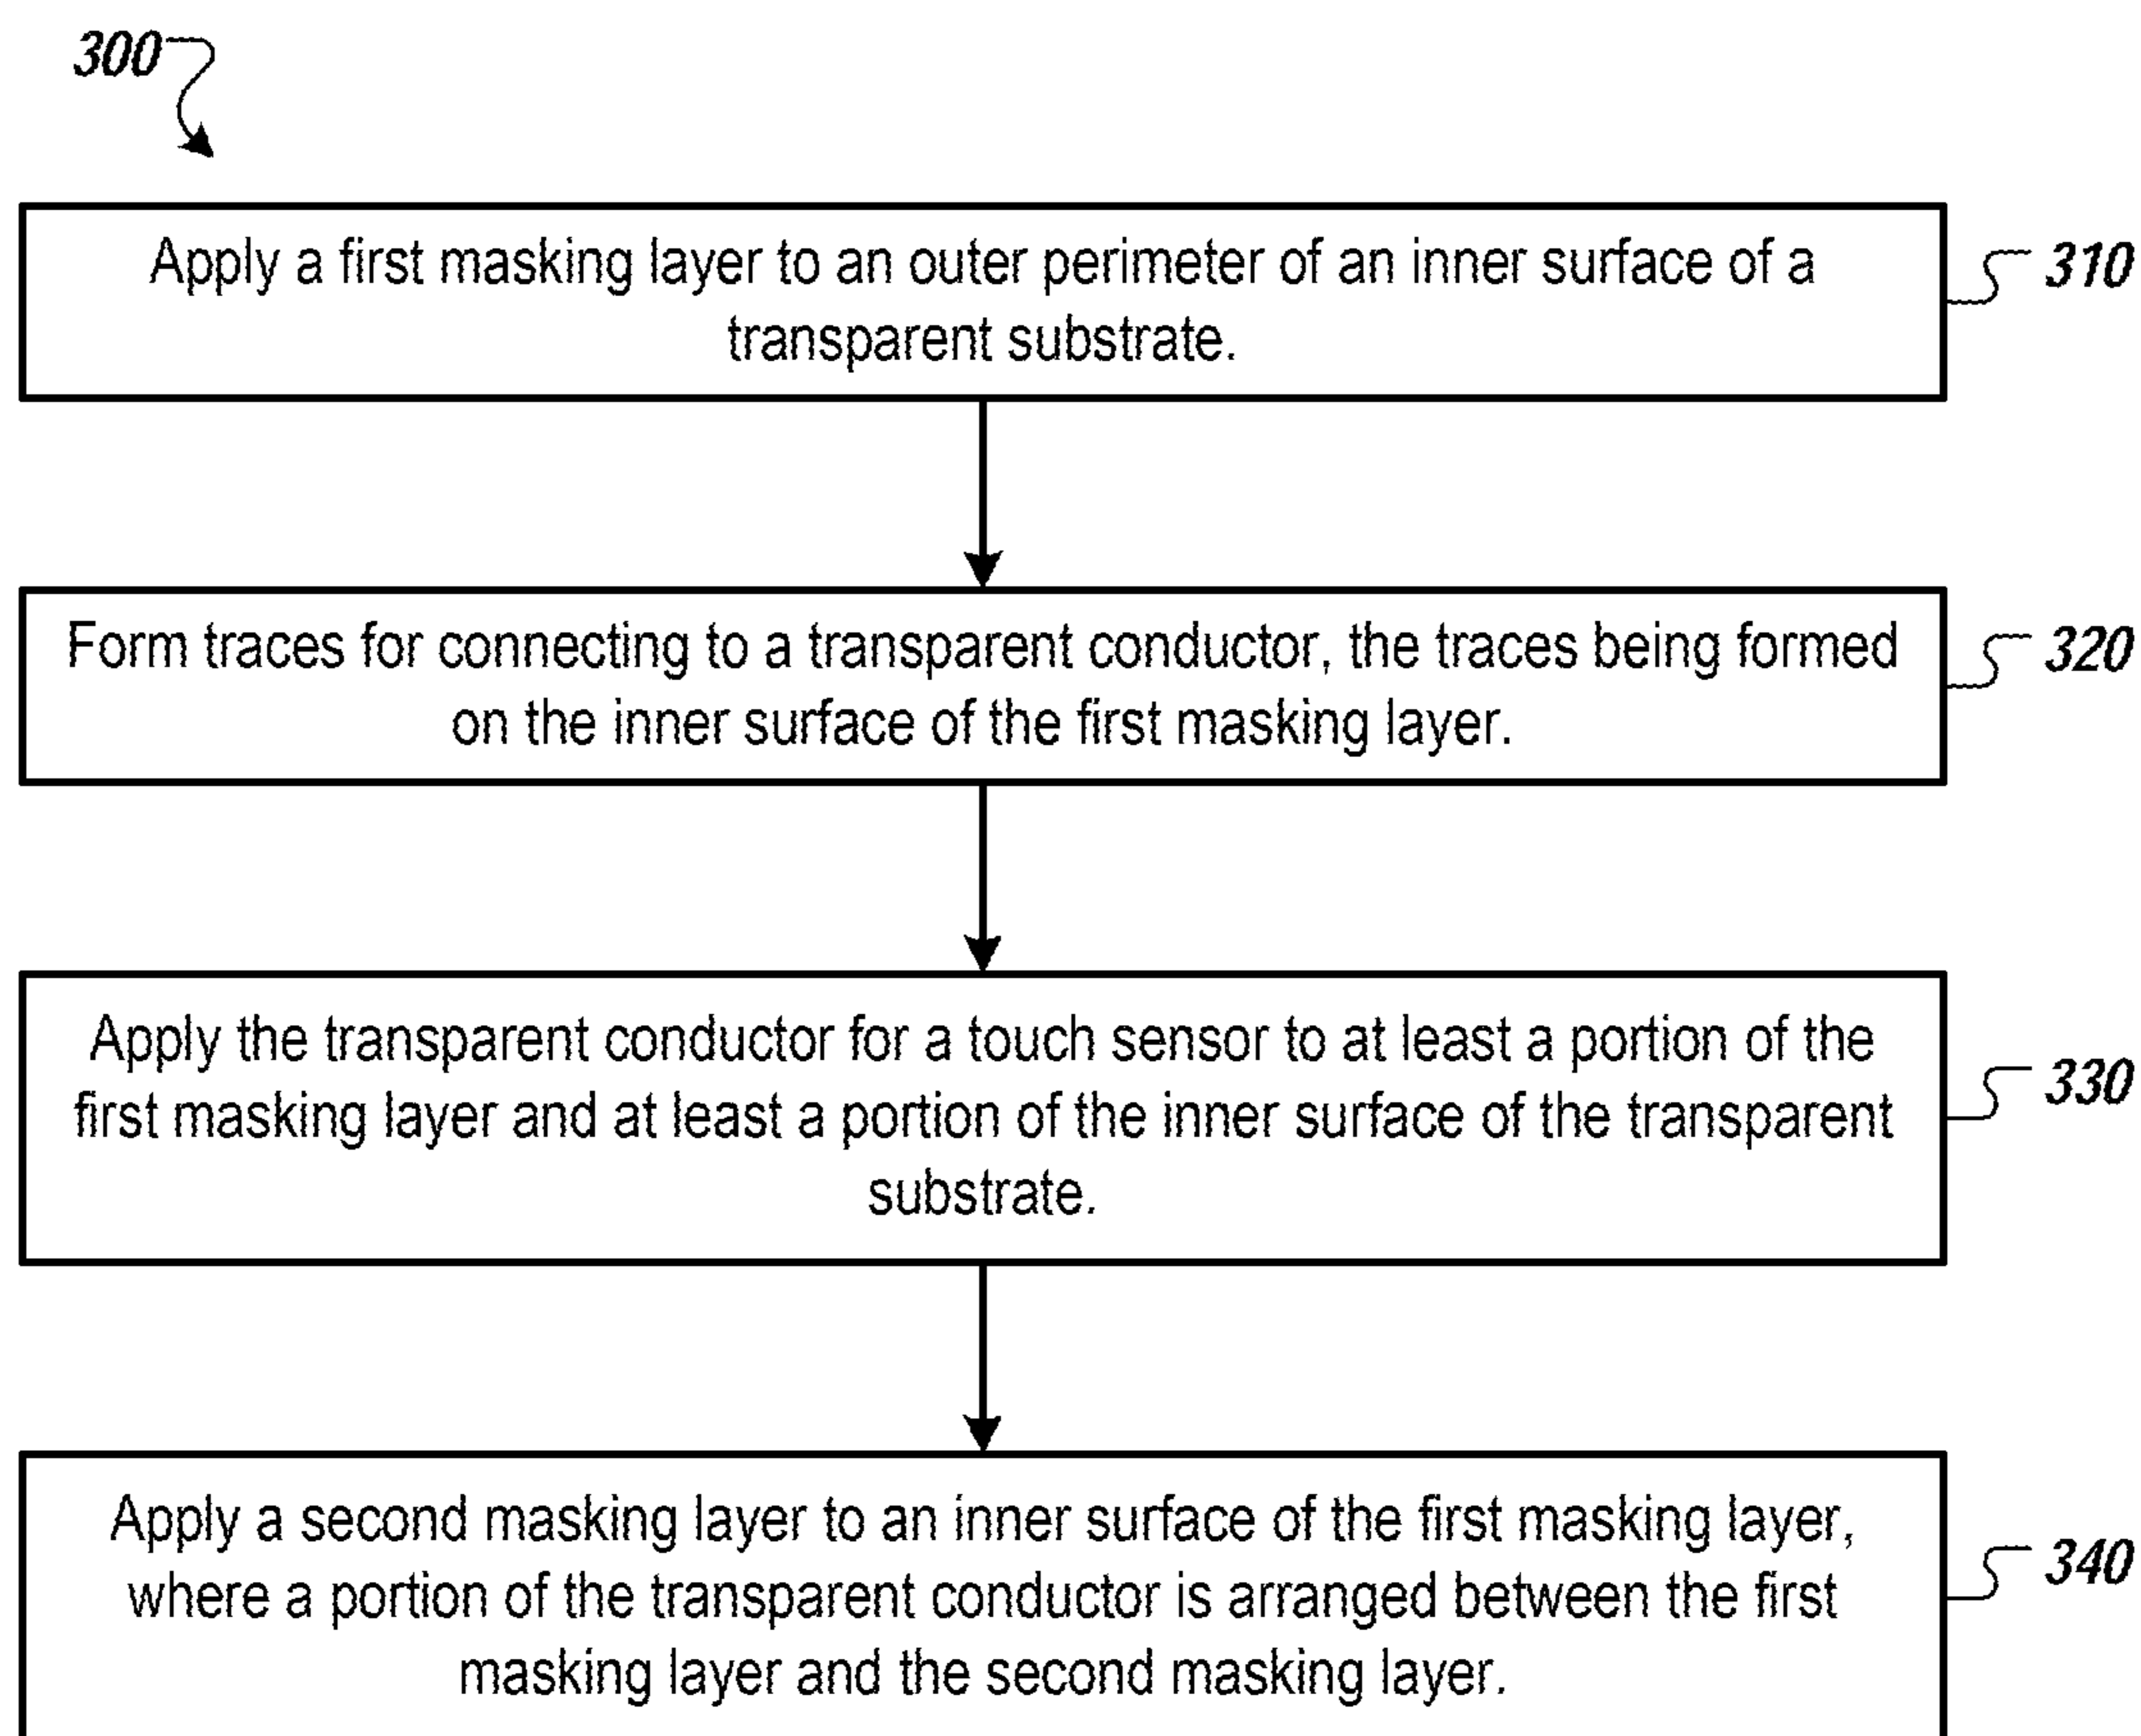 300
Apply a first masking layer to an outer perimeter of an inner surface of a
transparent substrate.
310
Form traces for connecting to a transparent conductor, the traces being formed
on the inner surface of the first masking layer.
320
Apply the transparent conductor for a touch sensor to at least a portion of the
first masking layer and at least a portion of the inner surface of the transparent
substrate.
330
Apply a second masking layer to an inner surface of the first masking layer,
where a portion of the transparent conductor is arranged between the first
masking layer and the second masking layer.
340